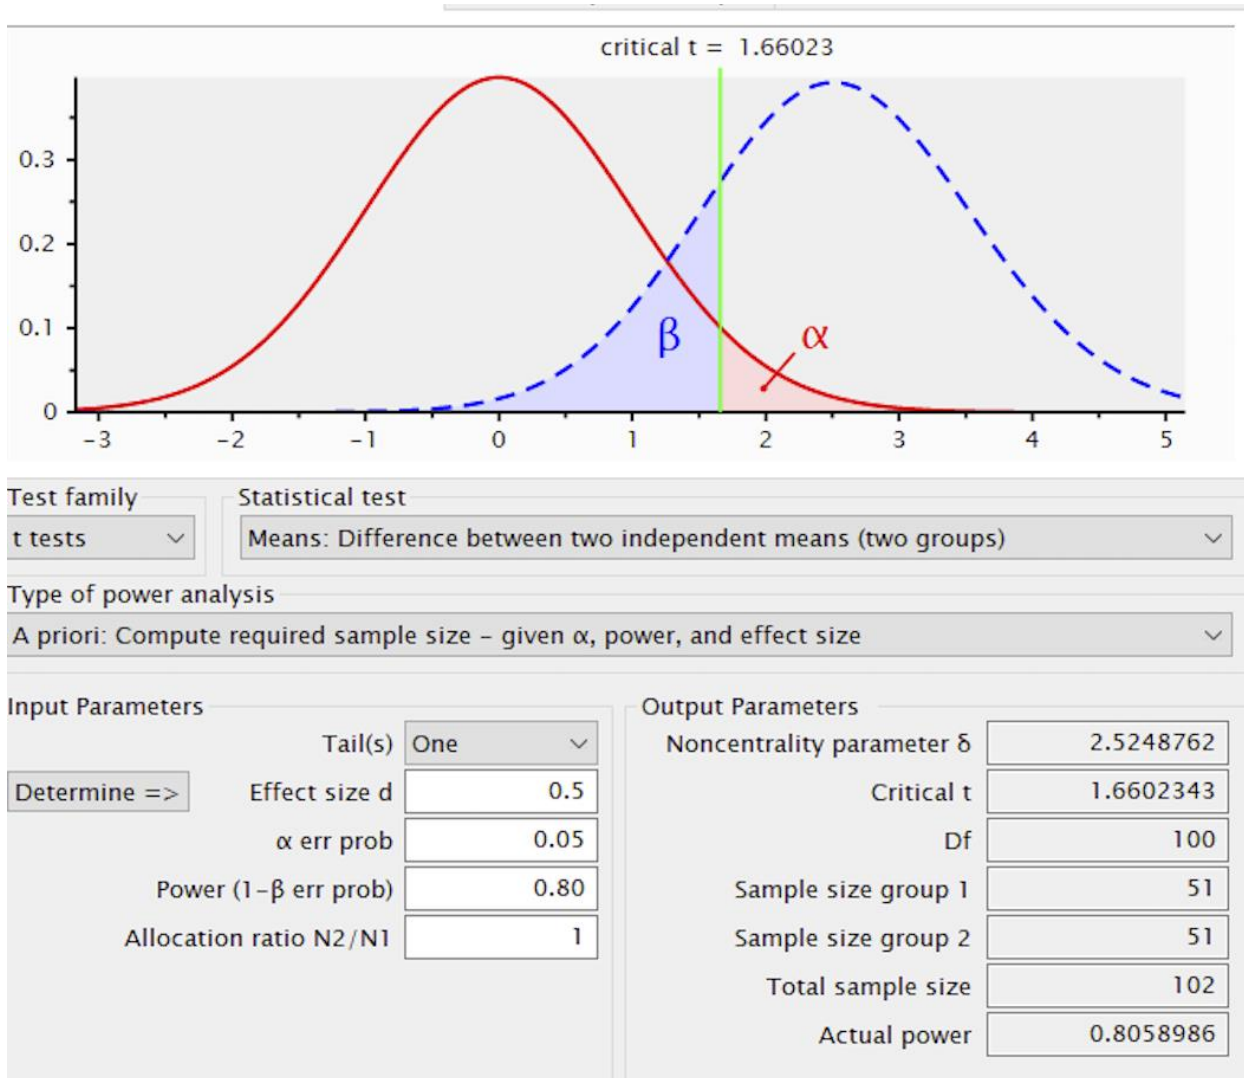 critical t = 1.66023
0.3
0.2
0.1
0
β
α
-3 -2 -1 0 1 2 3 4 5
Test family
Statistical test
t tests
Means: Difference between two independent means (two groups)
Type of power analysis
A priori: Compute required sample size – given α, power, and effect size
Input Parameters
Tail(s) One
Determine => Effect size d 0.5
α err prob 0.05
Power (1-β err prob) 0.80
Allocation ratio N2/N1 1
Output Parameters
Noncentrality parameter δ 2.5248762
Critical t 1.6602343
Df 100
Sample size group 1 51
Sample size group 2 51
Total sample size 102
Actual power 0.8058986